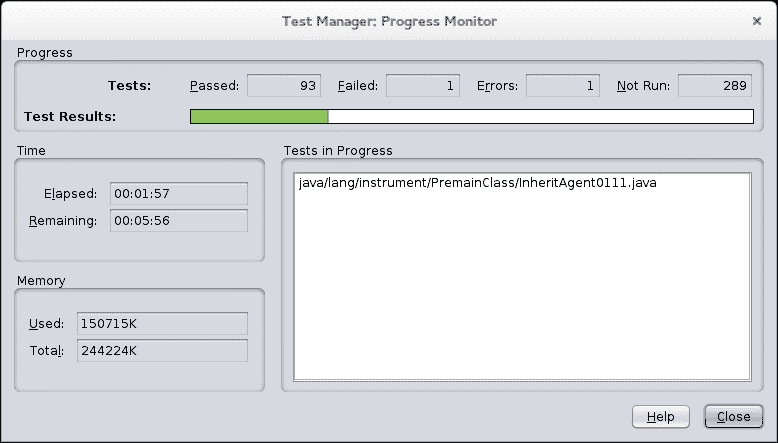 Test Manager: Progress Monitor
Progress
Tests: Passed: 93 Failed: 1 Errors: 1 Not Run: 289
Test Results:
Time
Elapsed: 00:01:57
Remaining: 00:05:56
Memory
Used: 150715K
Total: 244224K
Tests in Progress
java/lang/instrument/PremainClass/InheritAgent0111.java
Help Close